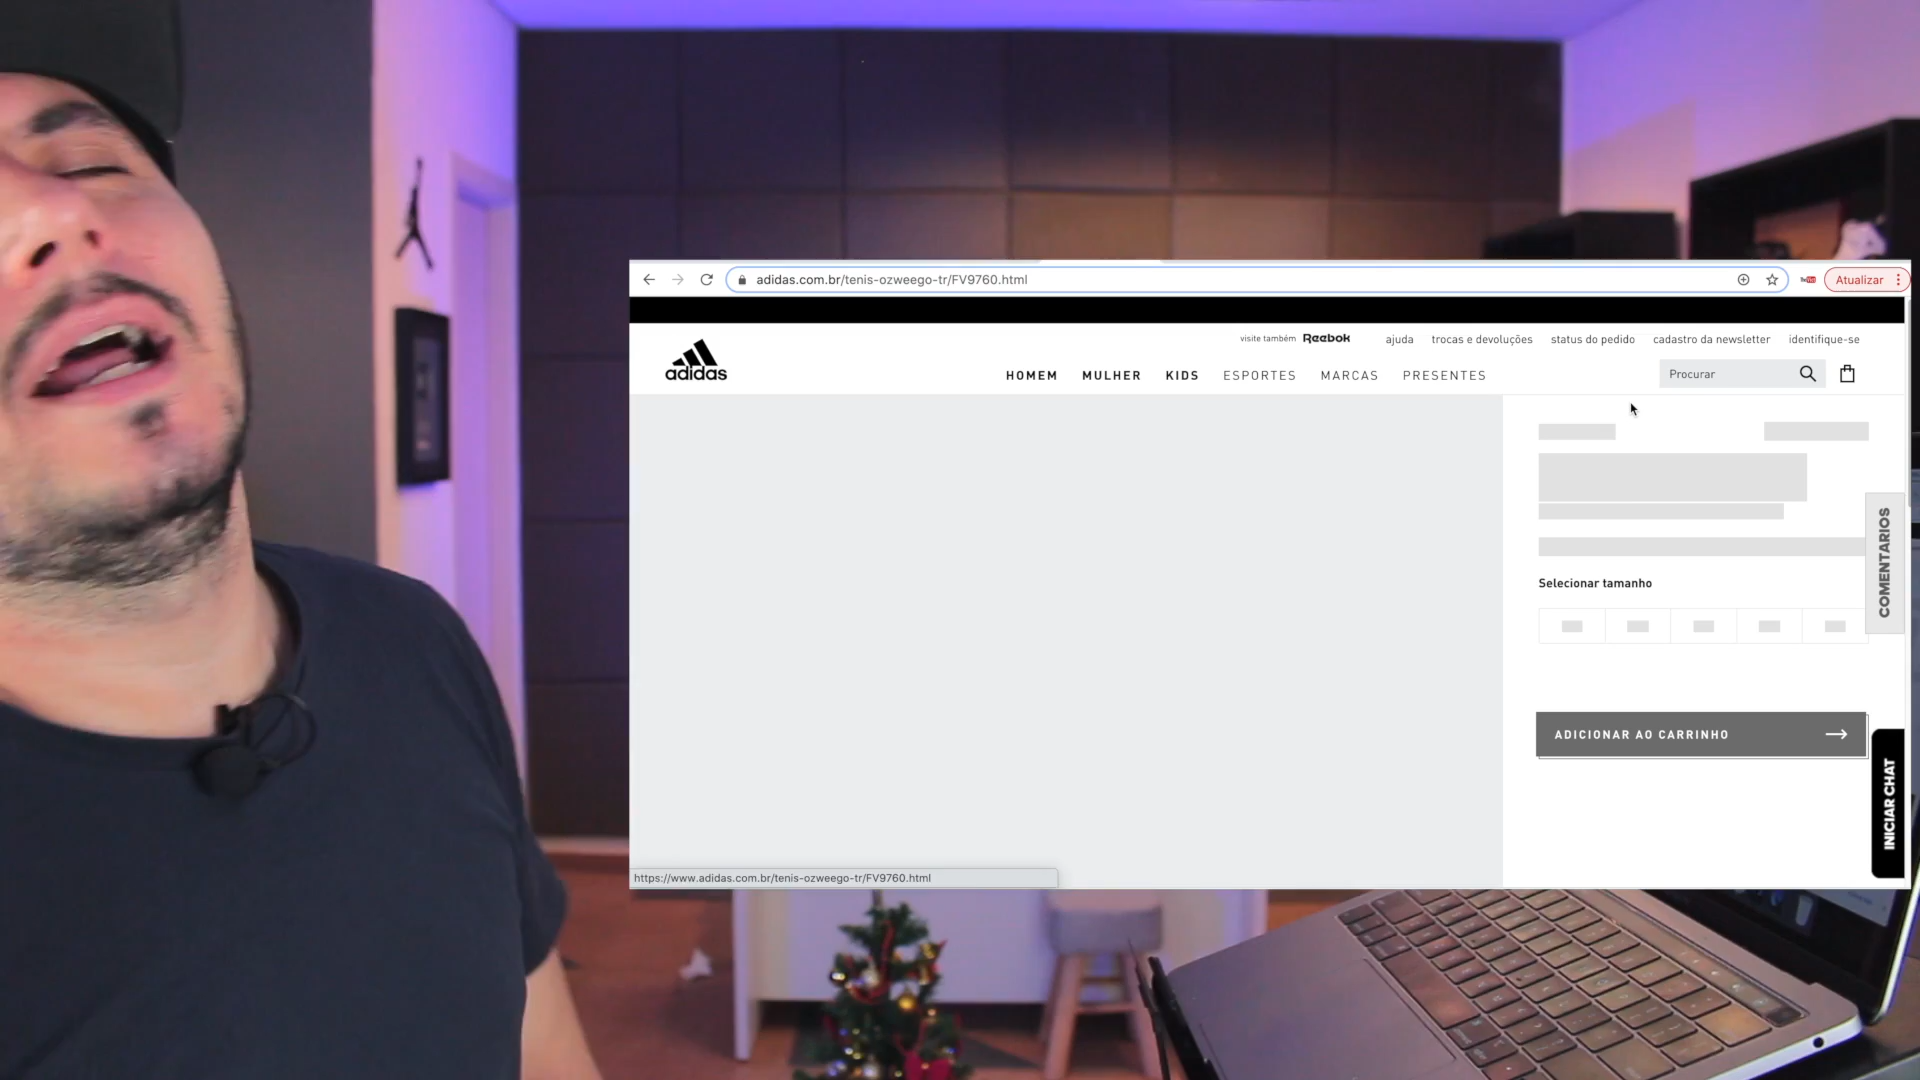 adidas.com.br/tenis-ozweego-tr/FV9760.html
Atualizar
visite também Reebok ajuda trocas e devoluções status do pedido cadastro da newsletter identifique-se
adidas
HOMEM MULHER KIDS ESPORTES MARCAS PRESENTES
Procurar
COMENTARIOS
Selecionar tamanho
ADICIONAR AO CARRINHO
INICIAR CHAT
https://www.adidas.com.br/tenis-ozweego-tr/FV9760.html